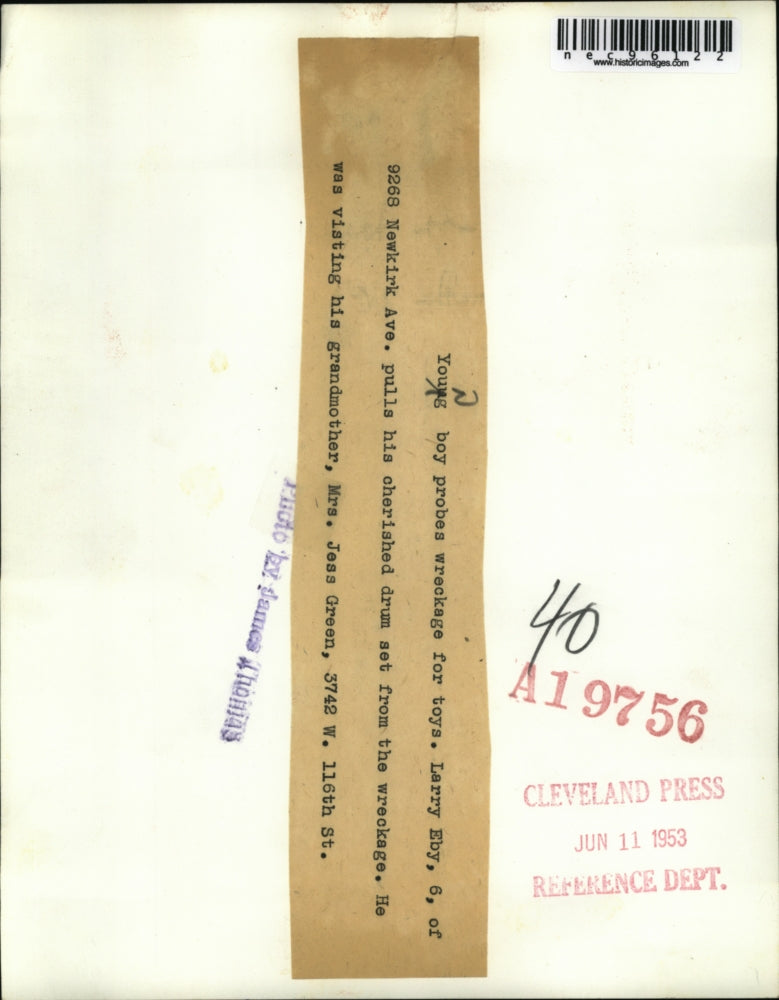 nec96122
www.historicimages.com
Young boy probes wreckage for toys. Larry Eby, 6, of
9268 Newkirk Ave. pulls his cherished drum set from the wreckage. He
was visting his grandmother, Mrs. Jess Green, 3742 W. 116th St.
Photo by James Thomas
40
A19756
CLEVELAND PRESS
JUN 11 1953
REFERENCE DEPT.